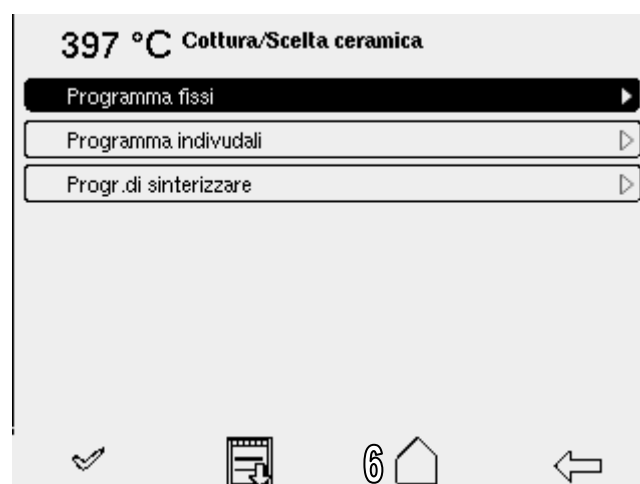 397 °C Cottura/Scelta ceramica
Programma fissi
Programma indivudali
Progr.di sinterizzare
6